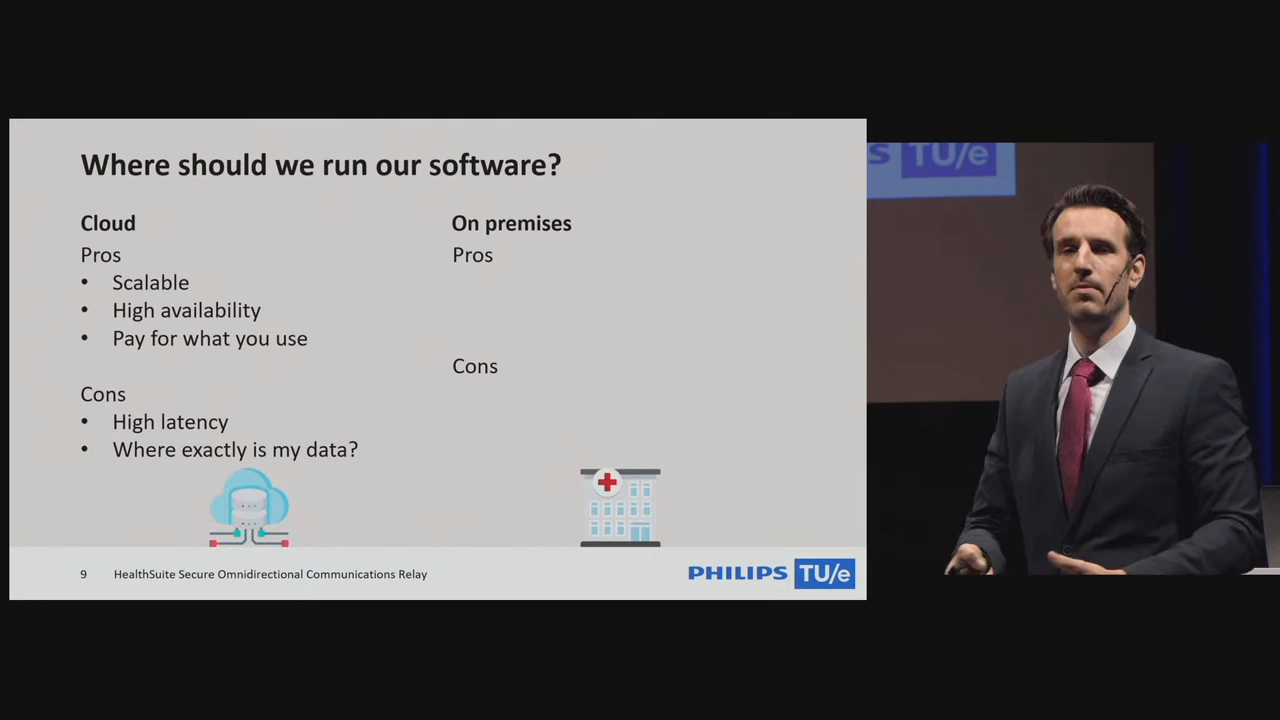 Where should we run our software?
Cloud
Pros
• Scalable
• High availability
• Pay for what you use
Cons
• High latency
• Where exactly is my data?
On premises
Pros
Cons
9 HealthSuite Secure Omnidirectional Communications Relay
PHILIPS TU/e
S TU/e